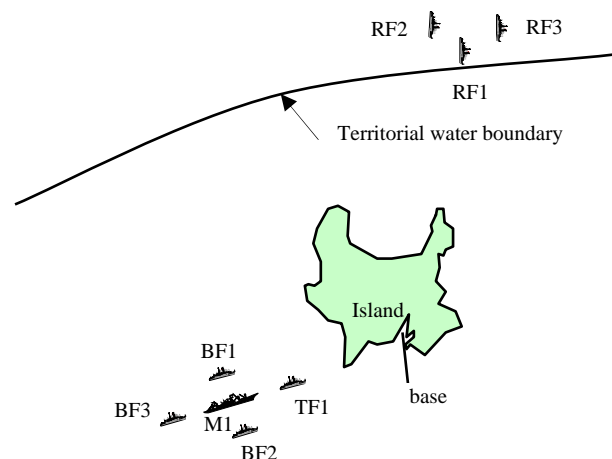 RF2
RF3
RF1
Territorial water boundary
Island
BF1
TF1
base
BF3
M1
BF2